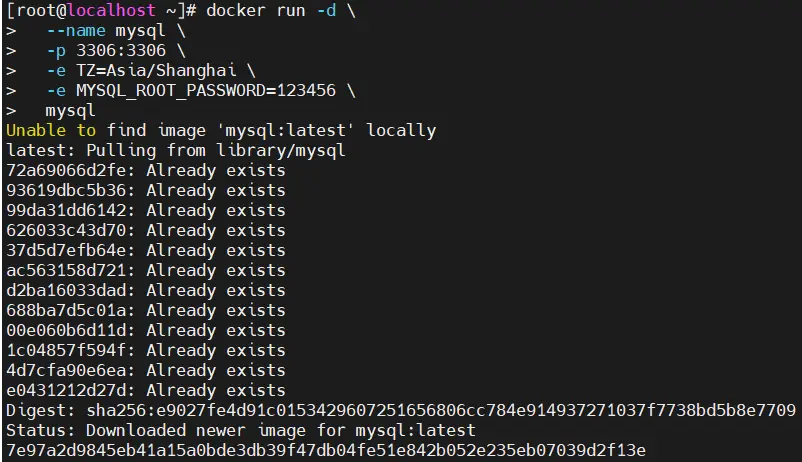 [root@localhost ~]# docker run -d \
>   --name mysql \
>   -p 3306:3306 \
>   -e TZ=Asia/Shanghai \
>   -e MYSQL_ROOT_PASSWORD=123456 \
>   mysql
Unable to find image 'mysql:latest' locally
latest: Pulling from library/mysql
72a69066d2fe: Already exists
93619dbc5b36: Already exists
99da31dd6142: Already exists
626033c43d70: Already exists
37d5d7efb64e: Already exists
ac563158d721: Already exists
d2ba16033dad: Already exists
688ba7d5c01a: Already exists
00e060b6d11d: Already exists
1c04857f594f: Already exists
4d7cfa90e6ea: Already exists
e0431212d27d: Already exists
Digest: sha256:e9027fe4d91c0153429607251656806cc784e914937271037f7738bd5b8e7709
Status: Downloaded newer image for mysql:latest
7e97a2d9845eb41a15a0bde3db39f47db04fe51e842b052e235eb07039d2f13e